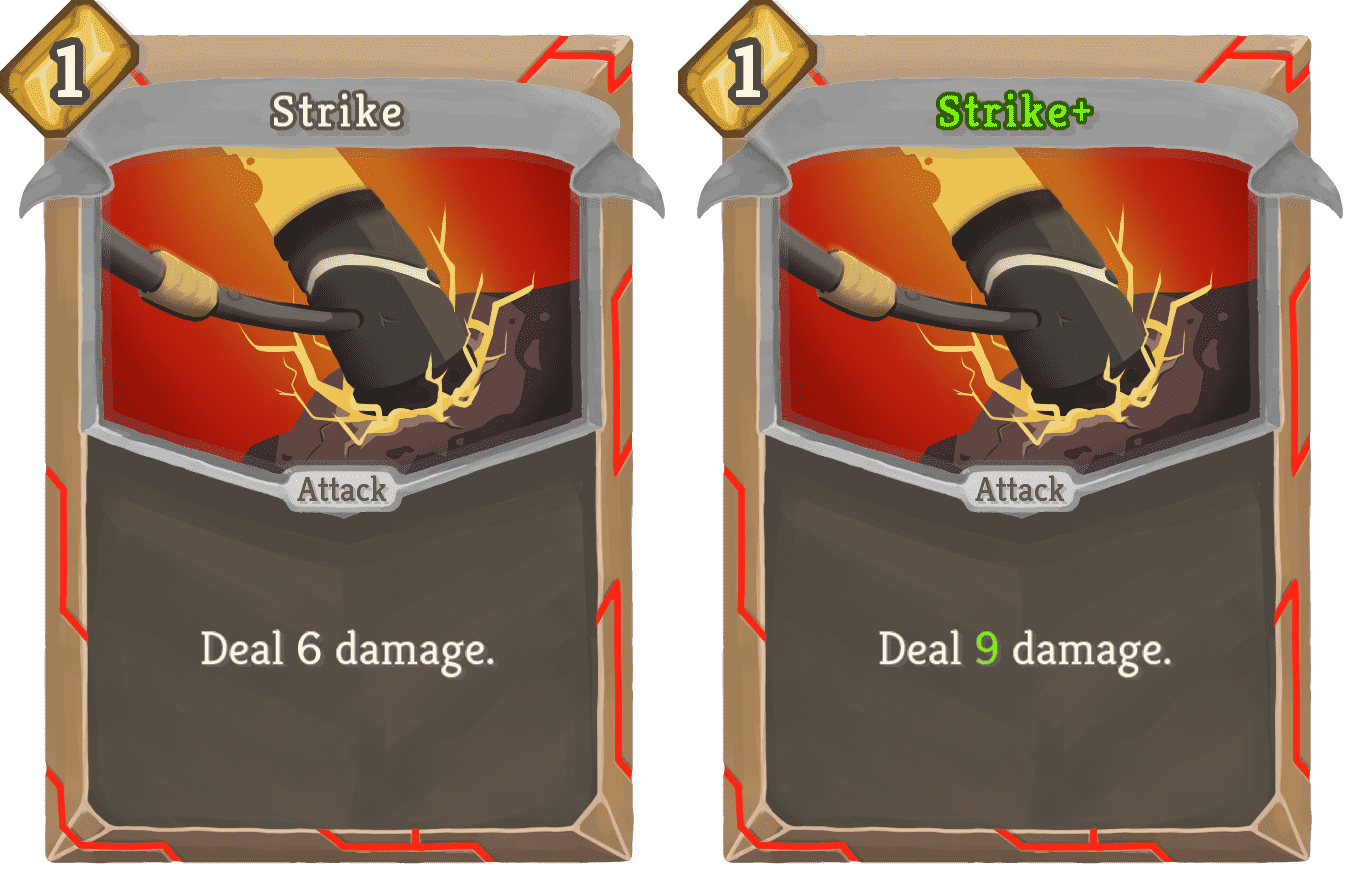 1
Strike
Attack
Deal 6 damage.
1
Strike+
Attack
Deal 9 damage.